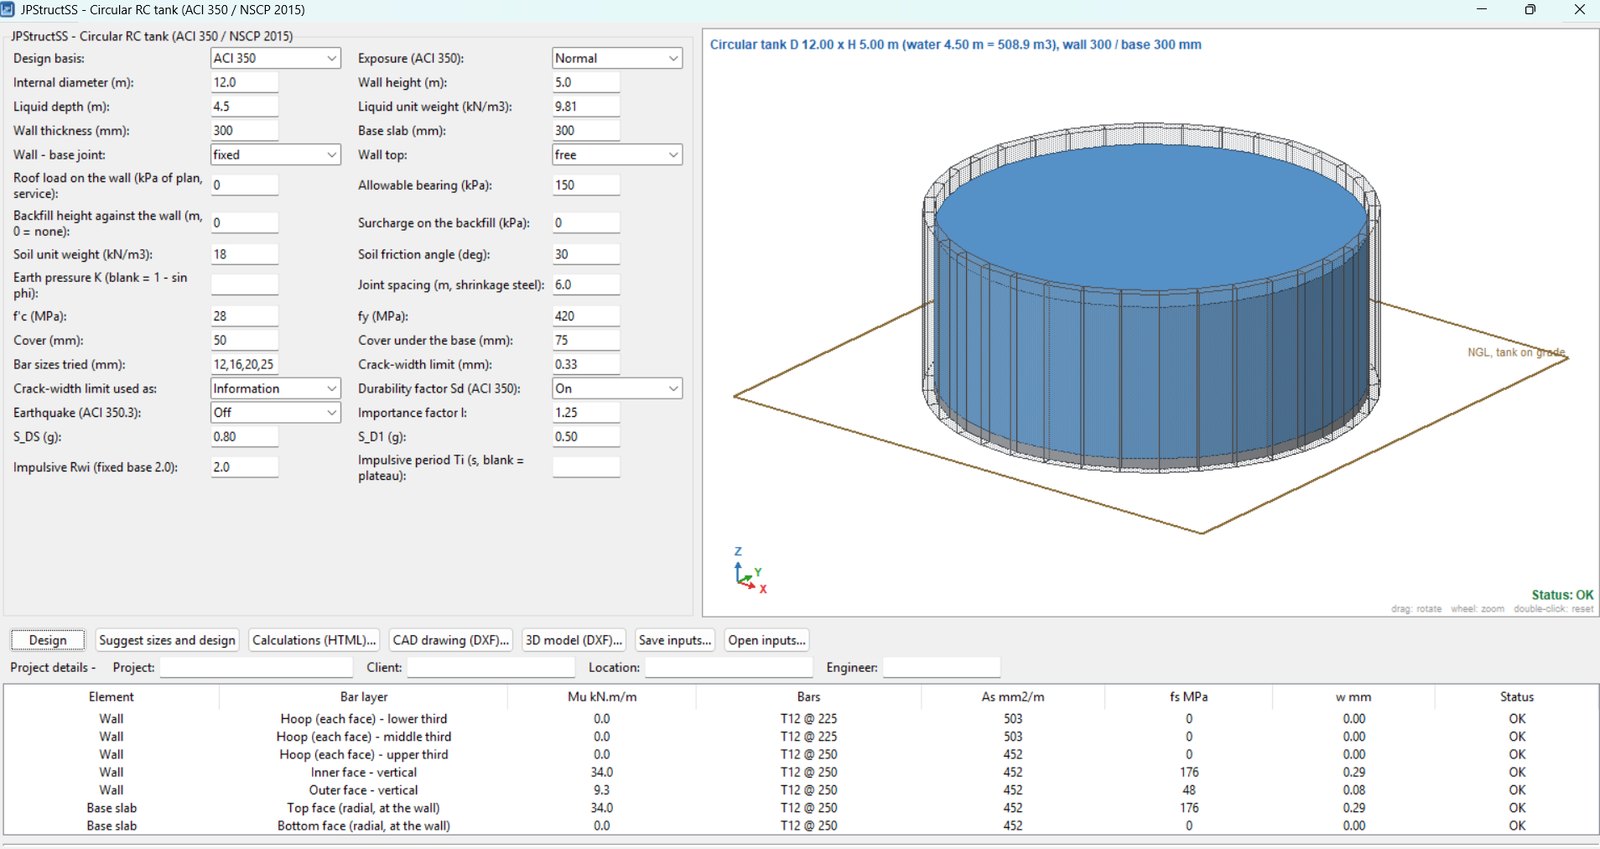 JPStructSS - Circular RC tank (ACI 350 / NSCP 2015)
JPStructSS - Circular RC tank (ACI 350 / NSCP 2015)
Design basis: ACI 350 Exposure (ACI 350): Normal
Internal diameter (m): 12.0 Wall height (m): 5.0
Liquid depth (m): 4.5 Liquid unit weight (kN/m3): 9.81
Wall thickness (mm): 300 Base slab (mm): 300
Wall - base joint: fixed Wall top: free
Roof load on the wall (kPa of plan, service): 0 Allowable bearing (kPa): 150
Backfill height against the wall (m, 0 = none): 0 Surcharge on the backfill (kPa): 0
Soil unit weight (kN/m3): 18 Soil friction angle (deg): 30
Earth pressure K (blank = 1 - sin phi): Joint spacing (m, shrinkage steel): 6.0
f'c (MPa): 28 fy (MPa): 420
Cover (mm): 50 Cover under the base (mm): 75
Bar sizes tried (mm): 12,16,20,25 Crack-width limit (mm): 0.33
Crack-width limit used as: Information Durability factor Sd (ACI 350): On
Earthquake (ACI 350.3): Off Importance factor I: 1.25
S_DS (g): 0.80 S_D1 (g): 0.50
Impulsive Rwi (fixed base 2.0): 2.0 Impulsive period Ti (s, blank = plateau):
Circular tank D 12.00 x H 5.00 m (water 4.50 m = 508.9 m3), wall 300 / base 300 mm
NGL, tank on grade
Z
Y
X
Status: OK
drag: rotate wheel: zoom double-click: reset
Design Suggest sizes and design Calculations (HTML)... CAD drawing (DXF)... 3D model (DXF)... Save inputs... Open inputs...
Project details - Project: Client: Location: Engineer:
Element Bar layer Mu kN.m/m Bars As mm2/m fs MPa w mm Status
Wall Hoop (each face) - lower third 0.0 T12 @ 225 503 0 0.00 OK
Wall Hoop (each face) - middle third 0.0 T12 @ 225 503 0 0.00 OK
Wall Hoop (each face) - upper third 0.0 T12 @ 250 452 0 0.00 OK
Wall Inner face - vertical 34.0 T12 @ 250 452 176 0.29 OK
Wall Outer face - vertical 9.3 T12 @ 250 452 48 0.08 OK
Base slab Top face (radial, at the wall) 34.0 T12 @ 250 452 176 0.29 OK
Base slab Bottom face (radial, at the wall) 0.0 T12 @ 250 452 0 0.00 OK